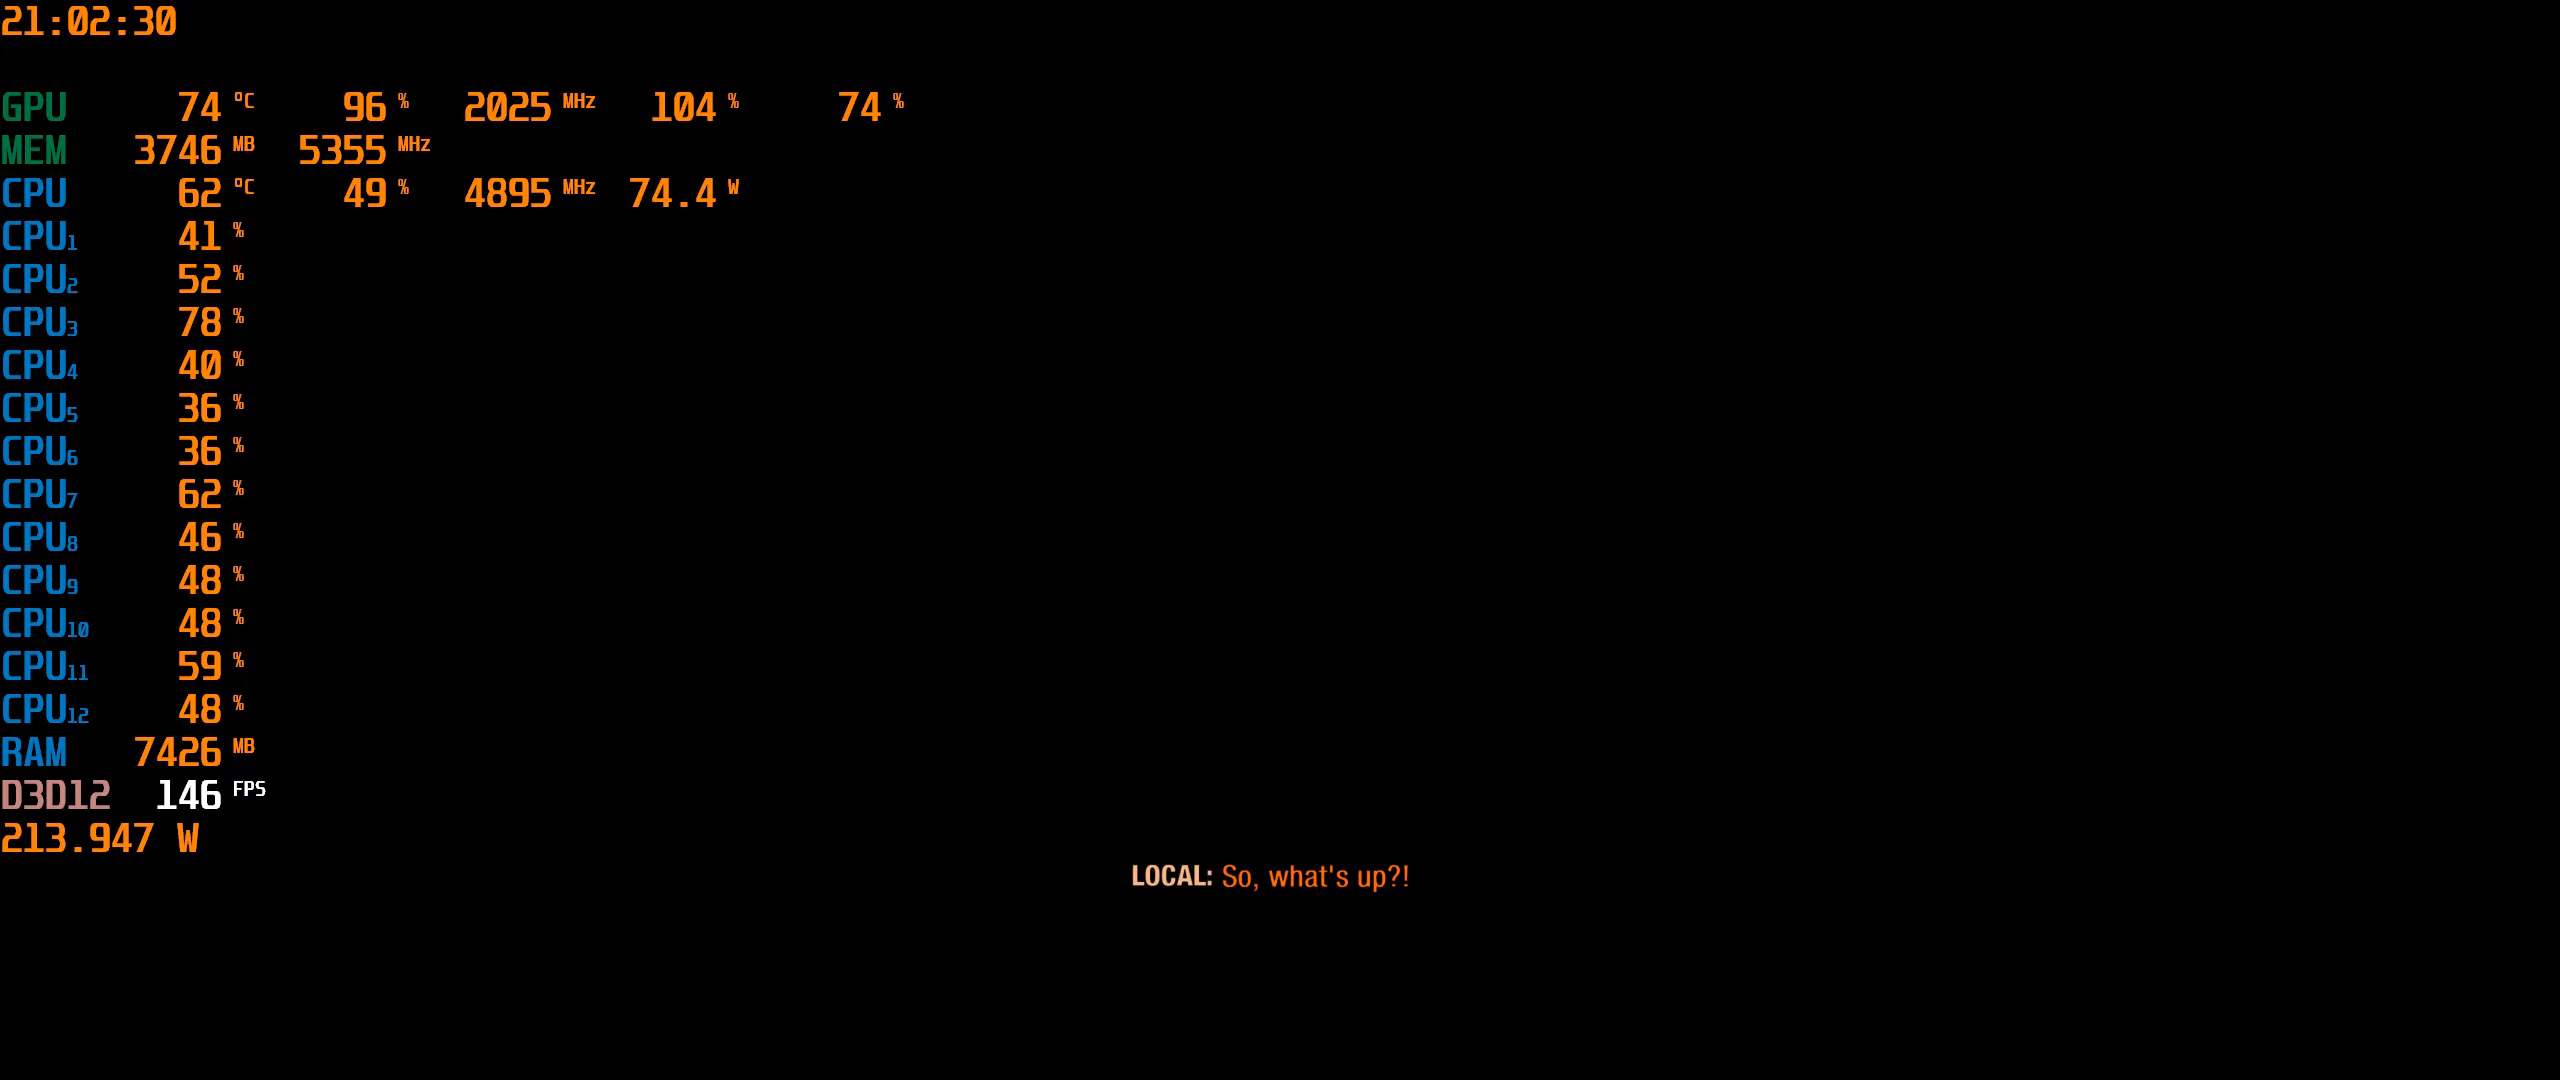 21:02:30
GPU 74 °C 96 % 2025 MHz 104 % 74 %
MEM 3746 MB 5355 MHz
CPU 62 °C 49 % 4895 MHz 74.4 W
CPU1 41 %
CPU2 52 %
CPU3 78 %
CPU4 40 %
CPU5 36 %
CPU6 36 %
CPU7 62 %
CPU8 46 %
CPU9 48 %
CPU10 48 %
CPU11 59 %
CPU12 48 %
RAM 7426 MB
D3D12 146 FPS
213.947 W
LOCAL: So, what's up?!